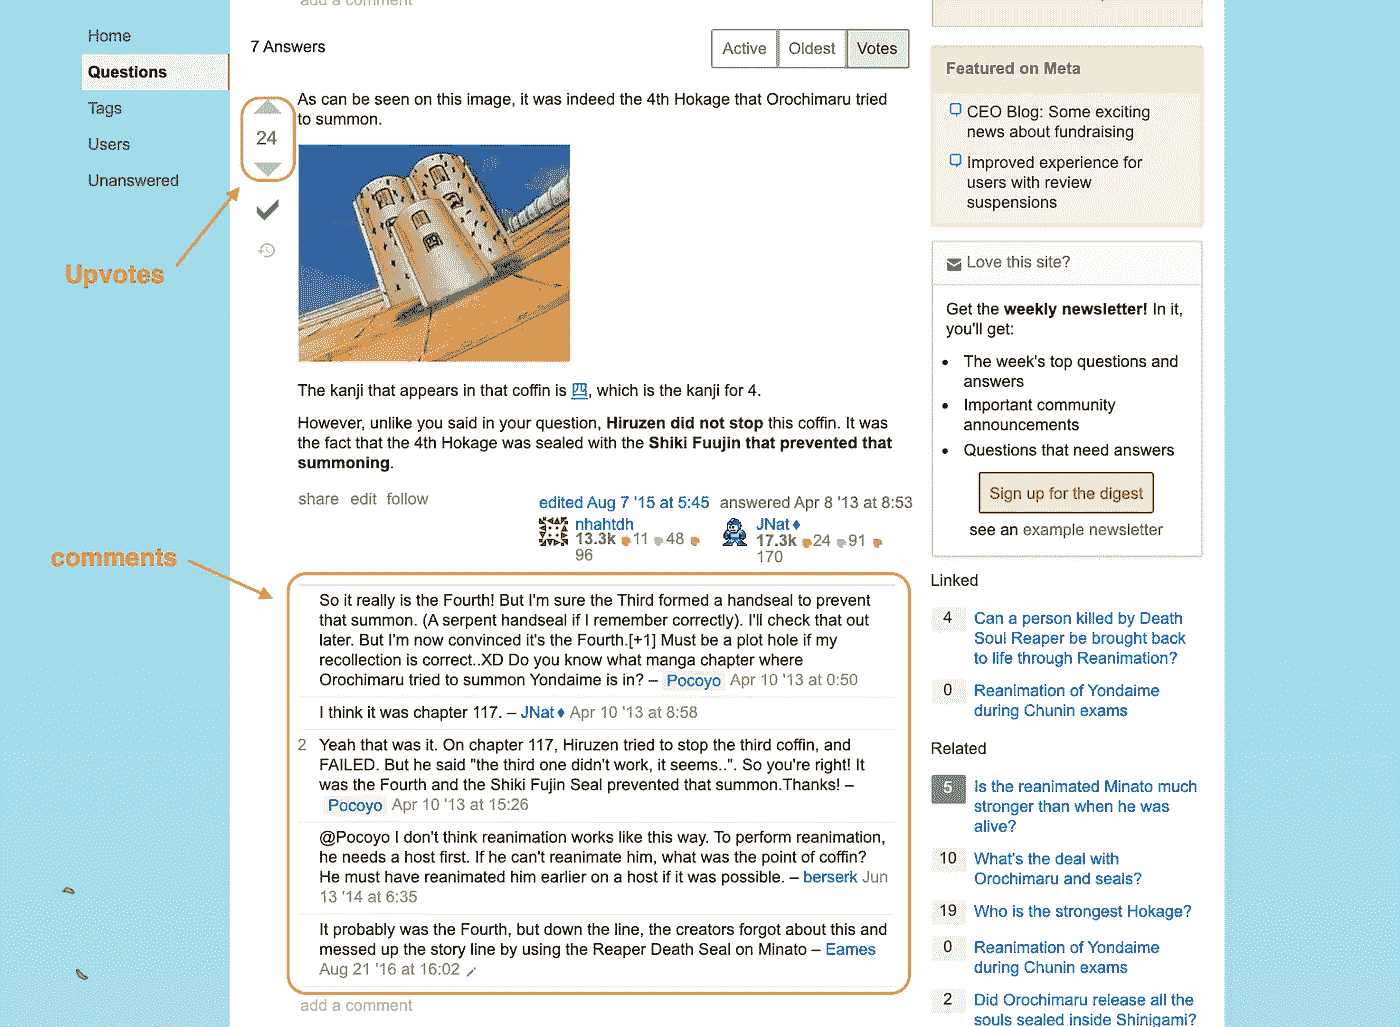 add a comment
Home
Questions
Tags
Users
Unanswered
Upvotes
comments
7 Answers
Active
Oldest
Votes
24
As can be seen on this image, it was indeed the 4th Hokage that Orochimaru tried
to summon.
四
The kanji that appears in that coffin is 四, which is the kanji for 4.
However, unlike you said in your question, Hiruzen did not stop this coffin. It was
the fact that the 4th Hokage was sealed with the Shiki Fuujin that prevented that
summoning.
share edit follow
edited Aug 7 '15 at 5:45
nhahtdh
13.3k 11 48
96
answered Apr 8 '13 at 8:53
JNat♦
17.3k 24 91
170
So it really is the Fourth! But I'm sure the Third formed a handseal to prevent
that summon. (A serpent handseal if I remember correctly). I'll check that out
later. But I'm now convinced it's the Fourth.[+1] Must be a plot hole if my
recollection is correct..XD Do you know what manga chapter where
Orochimaru tried to summon Yondaime is in? – Pocoyo Apr 10 '13 at 0:50
I think it was chapter 117. – JNat♦ Apr 10 '13 at 8:58
2
Yeah that was it. On chapter 117, Hiruzen tried to stop the third coffin, and
FAILED. But he said "the third one didn't work, it seems..". So you're right! It
was the Fourth and the Shiki Fujin Seal prevented that summon.Thanks! –
Pocoyo Apr 10 '13 at 15:26
@Pocoyo I don't think reanimation works like this way. To perform reanimation,
he needs a host first. If he can't reanimate him, what was the point of coffin?
He must have reanimated him earlier on a host if it was possible. – berserk Jun
13 '14 at 6:35
It probably was the Fourth, but down the line, the creators forgot about this and
messed up the story line by using the Reaper Death Seal on Minato – Eames
Aug 21 '16 at 16:02
add a comment
Featured on Meta
CEO Blog: Some exciting
news about fundraising
Improved experience for
users with review
suspensions
Love this site?
Get the weekly newsletter! In it,
you'll get:
• The week's top questions and
answers
• Important community
announcements
• Questions that need answers
Sign up for the digest
see an example newsletter
Linked
4 Can a person killed by Death
Soul Reaper be brought back
to life through Reanimation?
0 Reanimation of Yondaime
during Chunin exams
Related
5 Is the reanimated Minato much
stronger than when he was
alive?
10 What's the deal with
Orochimaru and seals?
19 Who is the strongest Hokage?
0 Reanimation of Yondaime
during Chunin exams
2 Did Orochimaru release all the
souls sealed inside Shinigami?